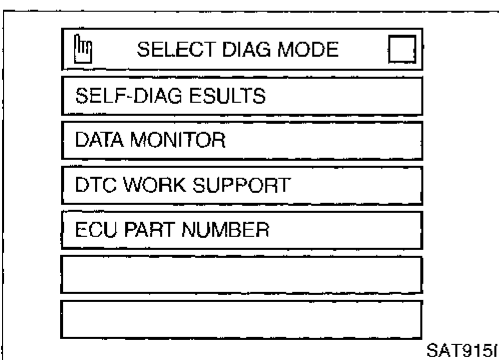 SELECT DIAG MODE
SELF-DIAG ESULTS
DATA MONITOR
DTC WORK SUPPORT
ECU PART NUMBER